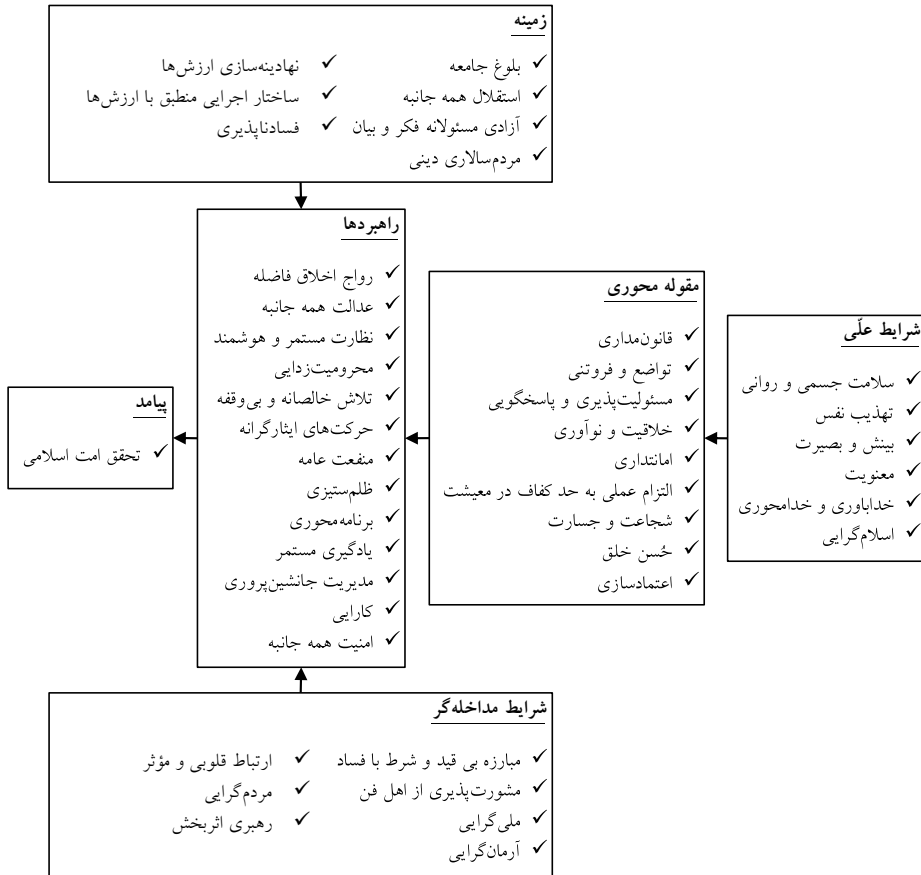 زمینه
بلوغ جامعه
استقلال همه جانبه
آزادی مسئولانه فکر و بیان
مردم‌سالاری دینی
نهادینه‌سازی ارزش‌ها
ساختار اجرایی منطبق با ارزش‌ها
فسادناپذیری
شرایط علّی
سلامت جسمی و روانی
تهذیب نفس
بینش و بصیرت
معنویت
خداباوری و خدامحوری
اسلام‌گرایی
مقوله محوری
قانون‌مداری
تواضع و فروتنی
مسئولیت‌پذیری و پاسخگویی
خلاقیت و نوآوری
امانتداری
التزام عملی به حد کفاف در معیشت
شجاعت و جسارت
حُسن خلق
اعتمادسازی
راهبردها
رواج اخلاق فاضله
عدالت همه جانبه
نظارت مستمر و هوشمند
محرومیت‌زدایی
تلاش خالصانه و بی‌وقفه
حرکت‌های ایثارگرانه
منفعت عامه
ظلم‌ستیزی
برنامه‌محوری
یادگیری مستمر
مدیریت جانشین‌پروری
کارایی
امنیت همه جانبه
پیامد
تحقق امت اسلامی
شرایط مداخله‌گر
مبارزه بی قید و شرط با فساد
مشورت‌پذیری از اهل فن
ملی‌گرایی
آرمان‌گرایی
ارتباط قلوبی و مؤثر
مردم‌گرایی
رهبری اثربخش